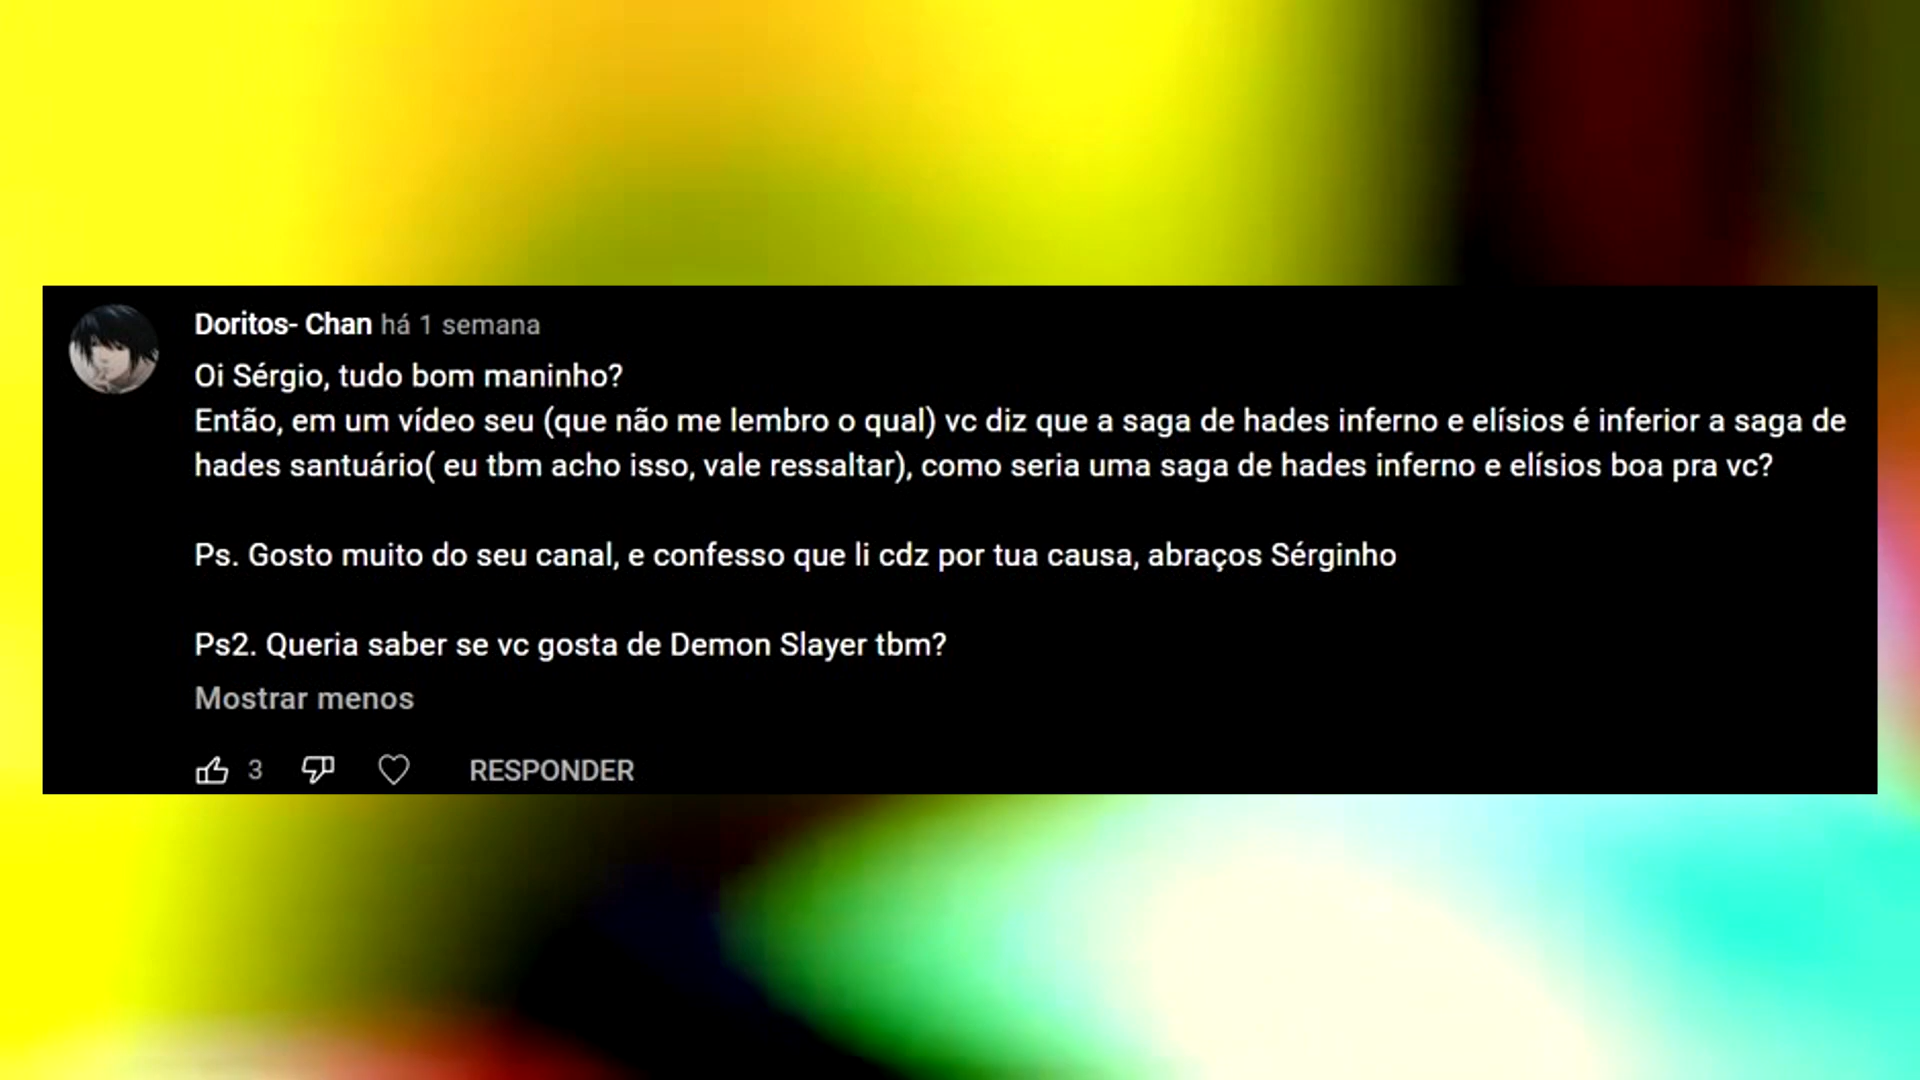 Doritos- Chan há 1 semana
Oi Sérgio, tudo bom maninho?
Então, em um vídeo seu (que não me lembro o qual) vc diz que a saga de hades inferno e elísios é inferior a saga de
hades santuário( eu tbm acho isso, vale ressaltar), como seria uma saga de hades inferno e elísios boa pra vc?
Ps. Gosto muito do seu canal, e confesso que li cdz por tua causa, abraços Sérginho
Ps2. Queria saber se vc gosta de Demon Slayer tbm?
Mostrar menos
3 RESPONDER